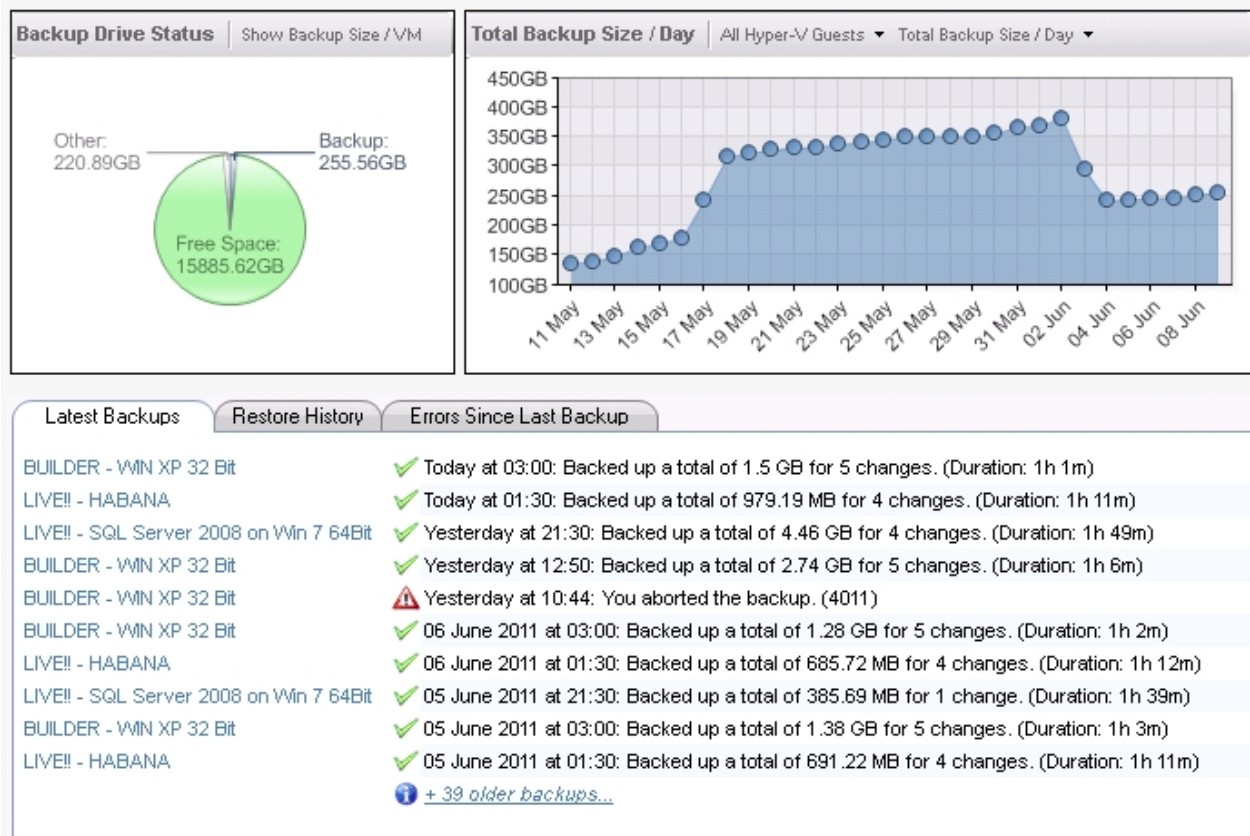 Backup Drive Status Show Backup Size / VM
Other:
220.89GB
Backup:
255.56GB
Free Space:
15885.62GB
Total Backup Size / Day All Hyper-V Guests Total Backup Size / Day
450GB
400GB
350GB
300GB
250GB
200GB
150GB
100GB
11 May 13 May 15 May 17 May 19 May 21 May 23 May 25 May 27 May 29 May 31 May 02 Jun 04 Jun 06 Jun 08 Jun
Latest Backups Restore History Errors Since Last Backup
BUILDER - WIN XP 32 Bit Today at 03:00: Backed up a total of 1.5 GB for 5 changes. (Duration: 1h 1m)
LIVE!! - HABANA Today at 01:30: Backed up a total of 979.19 MB for 4 changes. (Duration: 1h 11m)
LIVE!! - SQL Server 2008 on Win 7 64Bit Yesterday at 21:30: Backed up a total of 4.46 GB for 4 changes. (Duration: 1h 49m)
BUILDER - WIN XP 32 Bit Yesterday at 12:50: Backed up a total of 2.74 GB for 5 changes. (Duration: 1h 6m)
BUILDER - WIN XP 32 Bit Yesterday at 10:44: You aborted the backup. (4011)
BUILDER - WIN XP 32 Bit 06 June 2011 at 03:00: Backed up a total of 1.28 GB for 5 changes. (Duration: 1h 2m)
LIVE!! - HABANA 06 June 2011 at 01:30: Backed up a total of 685.72 MB for 4 changes. (Duration: 1h 12m)
LIVE!! - SQL Server 2008 on Win 7 64Bit 05 June 2011 at 21:30: Backed up a total of 385.69 MB for 1 change. (Duration: 1h 39m)
BUILDER - WIN XP 32 Bit 05 June 2011 at 03:00: Backed up a total of 1.38 GB for 5 changes. (Duration: 1h 3m)
LIVE!! - HABANA 05 June 2011 at 01:30: Backed up a total of 691.22 MB for 4 changes. (Duration: 1h 11m)
+ 39 older backups...